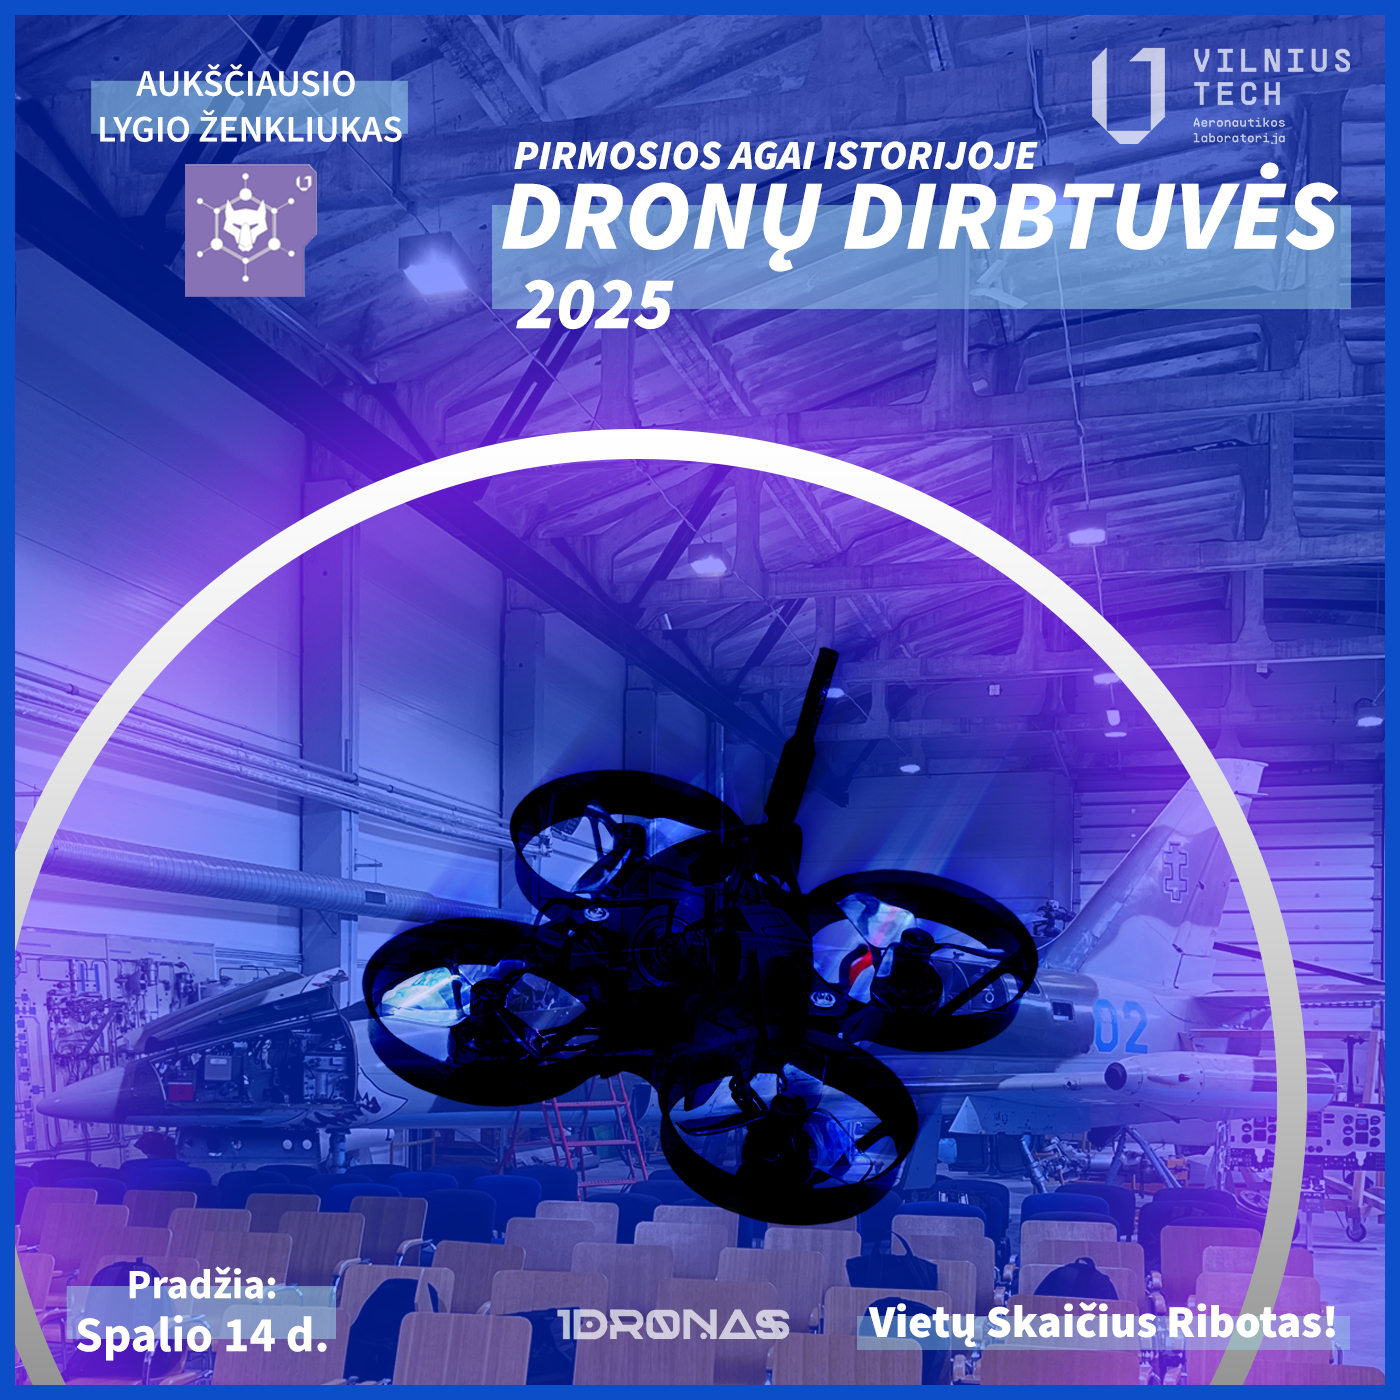 AUKŠČIAUSIO
LYGIO ŽENKLIUKAS
VILNIUS
TECH
Aeronautikos
laboratorija
PIRMOSIOS AGAI ISTORIJOJE
DRONŲ DIRBTUVĖS
2025
02
Pradžia:
Spalio 14 d.
1DRONAS
Vietų Skaičius Ribotas!